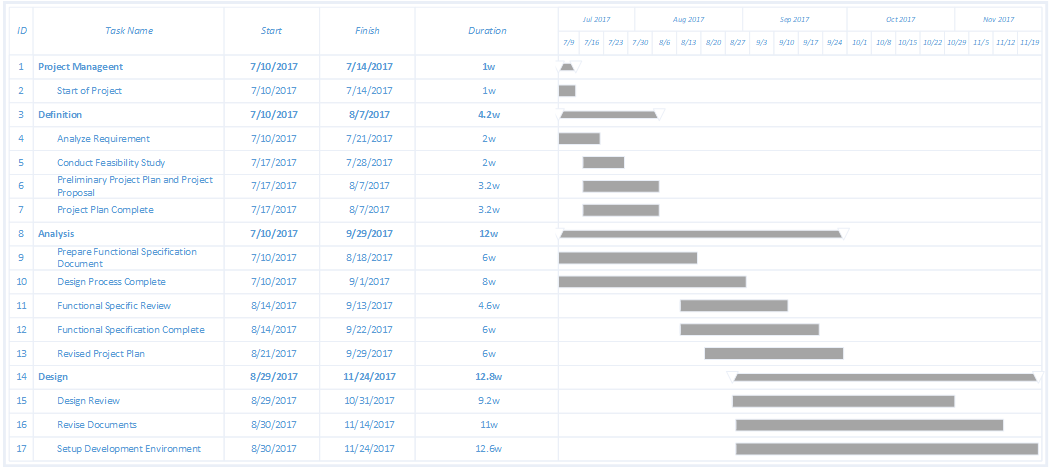 ID Task Name Start Finish Duration Jul 2017 Aug 2017 Sep 2017 Oct 2017 Nov 2017
7/9 7/16 7/23 7/30 8/6 8/13 8/20 8/27 9/3 9/10 9/17 9/24 10/1 10/8 10/15 10/22 10/29 11/5 11/12 11/19
1 Project Manageent 7/10/2017 7/14/2017 1w
2 Start of Project 7/10/2017 7/14/2017 1w
3 Definition 7/10/2017 8/7/2017 4.2w
4 Analyze Requirement 7/10/2017 7/21/2017 2w
5 Conduct Feasibility Study 7/17/2017 7/28/2017 2w
6 Preliminary Project Plan and Project
Proposal 7/17/2017 8/7/2017 3.2w
7 Project Plan Complete 7/17/2017 8/7/2017 3.2w
8 Analysis 7/10/2017 9/29/2017 12w
9 Prepare Functional Specification
Document 7/10/2017 8/18/2017 6w
10 Design Process Complete 7/10/2017 9/1/2017 8w
11 Functional Specific Review 8/14/2017 9/13/2017 4.6w
12 Functional Specification Complete 8/14/2017 9/22/2017 6w
13 Revised Project Plan 8/21/2017 9/29/2017 6w
14 Design 8/29/2017 11/24/2017 12.8w
15 Design Review 8/29/2017 10/31/2017 9.2w
16 Revise Documents 8/30/2017 11/14/2017 11w
17 Setup Development Environment 8/30/2017 11/24/2017 12.6w